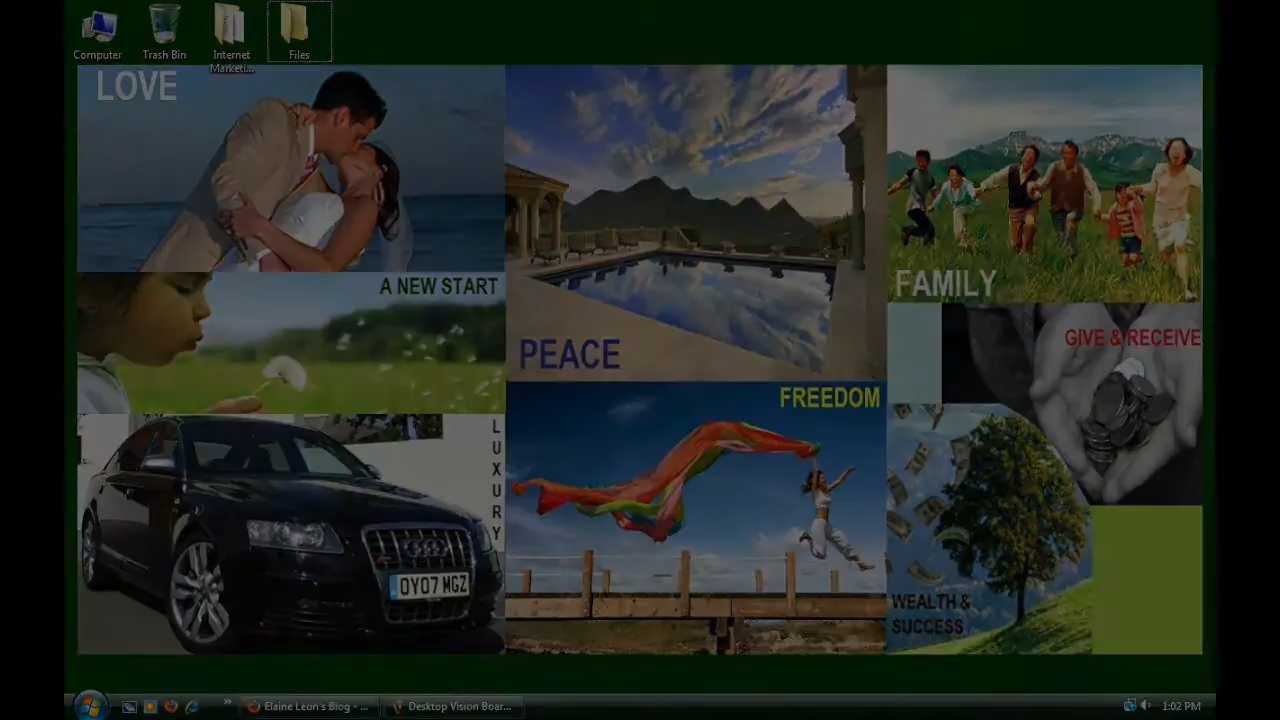 Computer
Trash Bin
Internet
Marketi...
Files
LOVE
A NEW START
LUXURY
OY07 MGZ
PEACE
FREEDOM
FAMILY
GIVE & RECEIVE
WEALTH &
SUCCESS
Elaine Leon's Blog - ...
Desktop Vision Boar...
1:02 PM